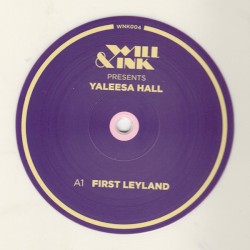 WNK004
WILL
&INK
PRESENTS
YALEESA HALL
A1 FIRST LEYLAND